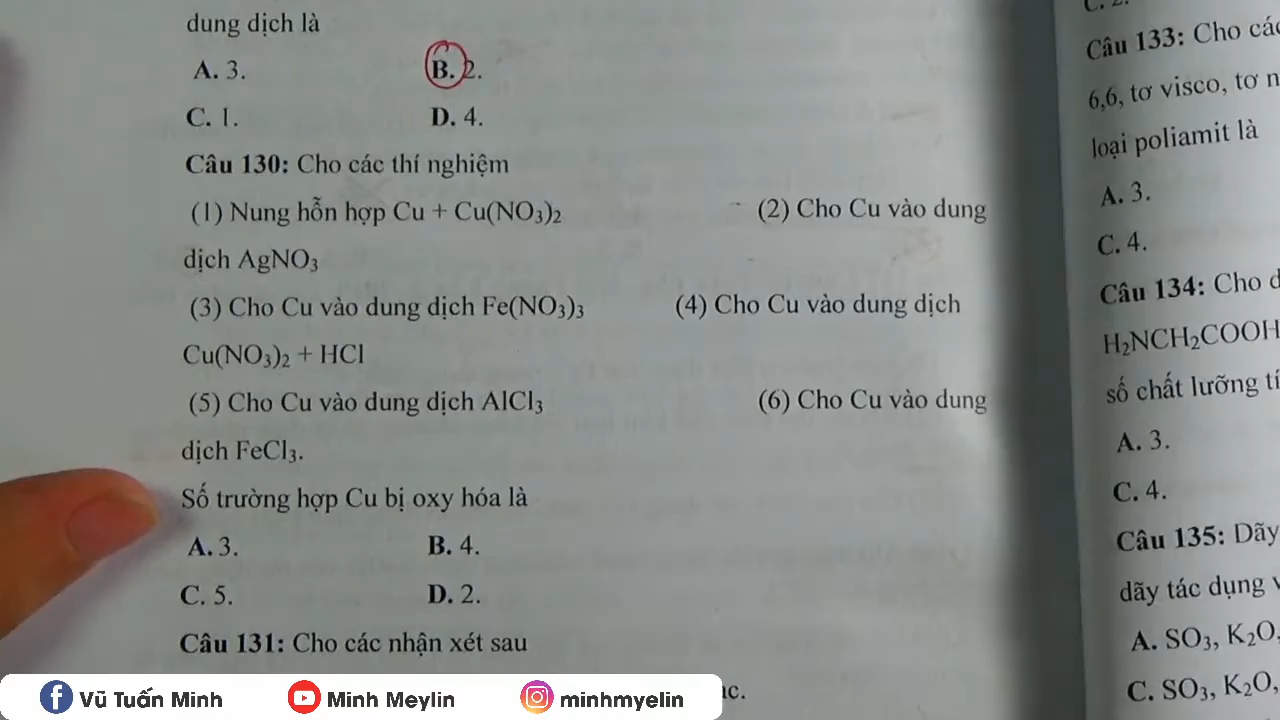 dung dịch là
A. 3. B. 2.
C. 1. D. 4.
Câu 130: Cho các thí nghiệm
(1) Nung hỗn hợp Cu + Cu(NO3)2 (2) Cho Cu vào dung
dịch AgNO3
(3) Cho Cu vào dung dịch Fe(NO3)3 (4) Cho Cu vào dung dịch
Cu(NO3)2 + HCl
(5) Cho Cu vào dung dịch AlCl3 (6) Cho Cu vào dung
dịch FeCl3.
Số trường hợp Cu bị oxy hóa là
A. 3. B. 4.
C. 5. D. 2.
Câu 131: Cho các nhận xét sau
Câu 133: Cho
6,6, tơ visco, tơ
loại poliamit là
A. 3.
C. 4.
Câu 134: Cho
H2NCH2COOH
số chất lưỡng
A. 3.
C. 4.
Câu 135: Dãy
dãy tác dụng
A. SO3, K2O,
C. SO3, K2O,
Vũ Tuấn Minh Minh Meylin minhmyelin